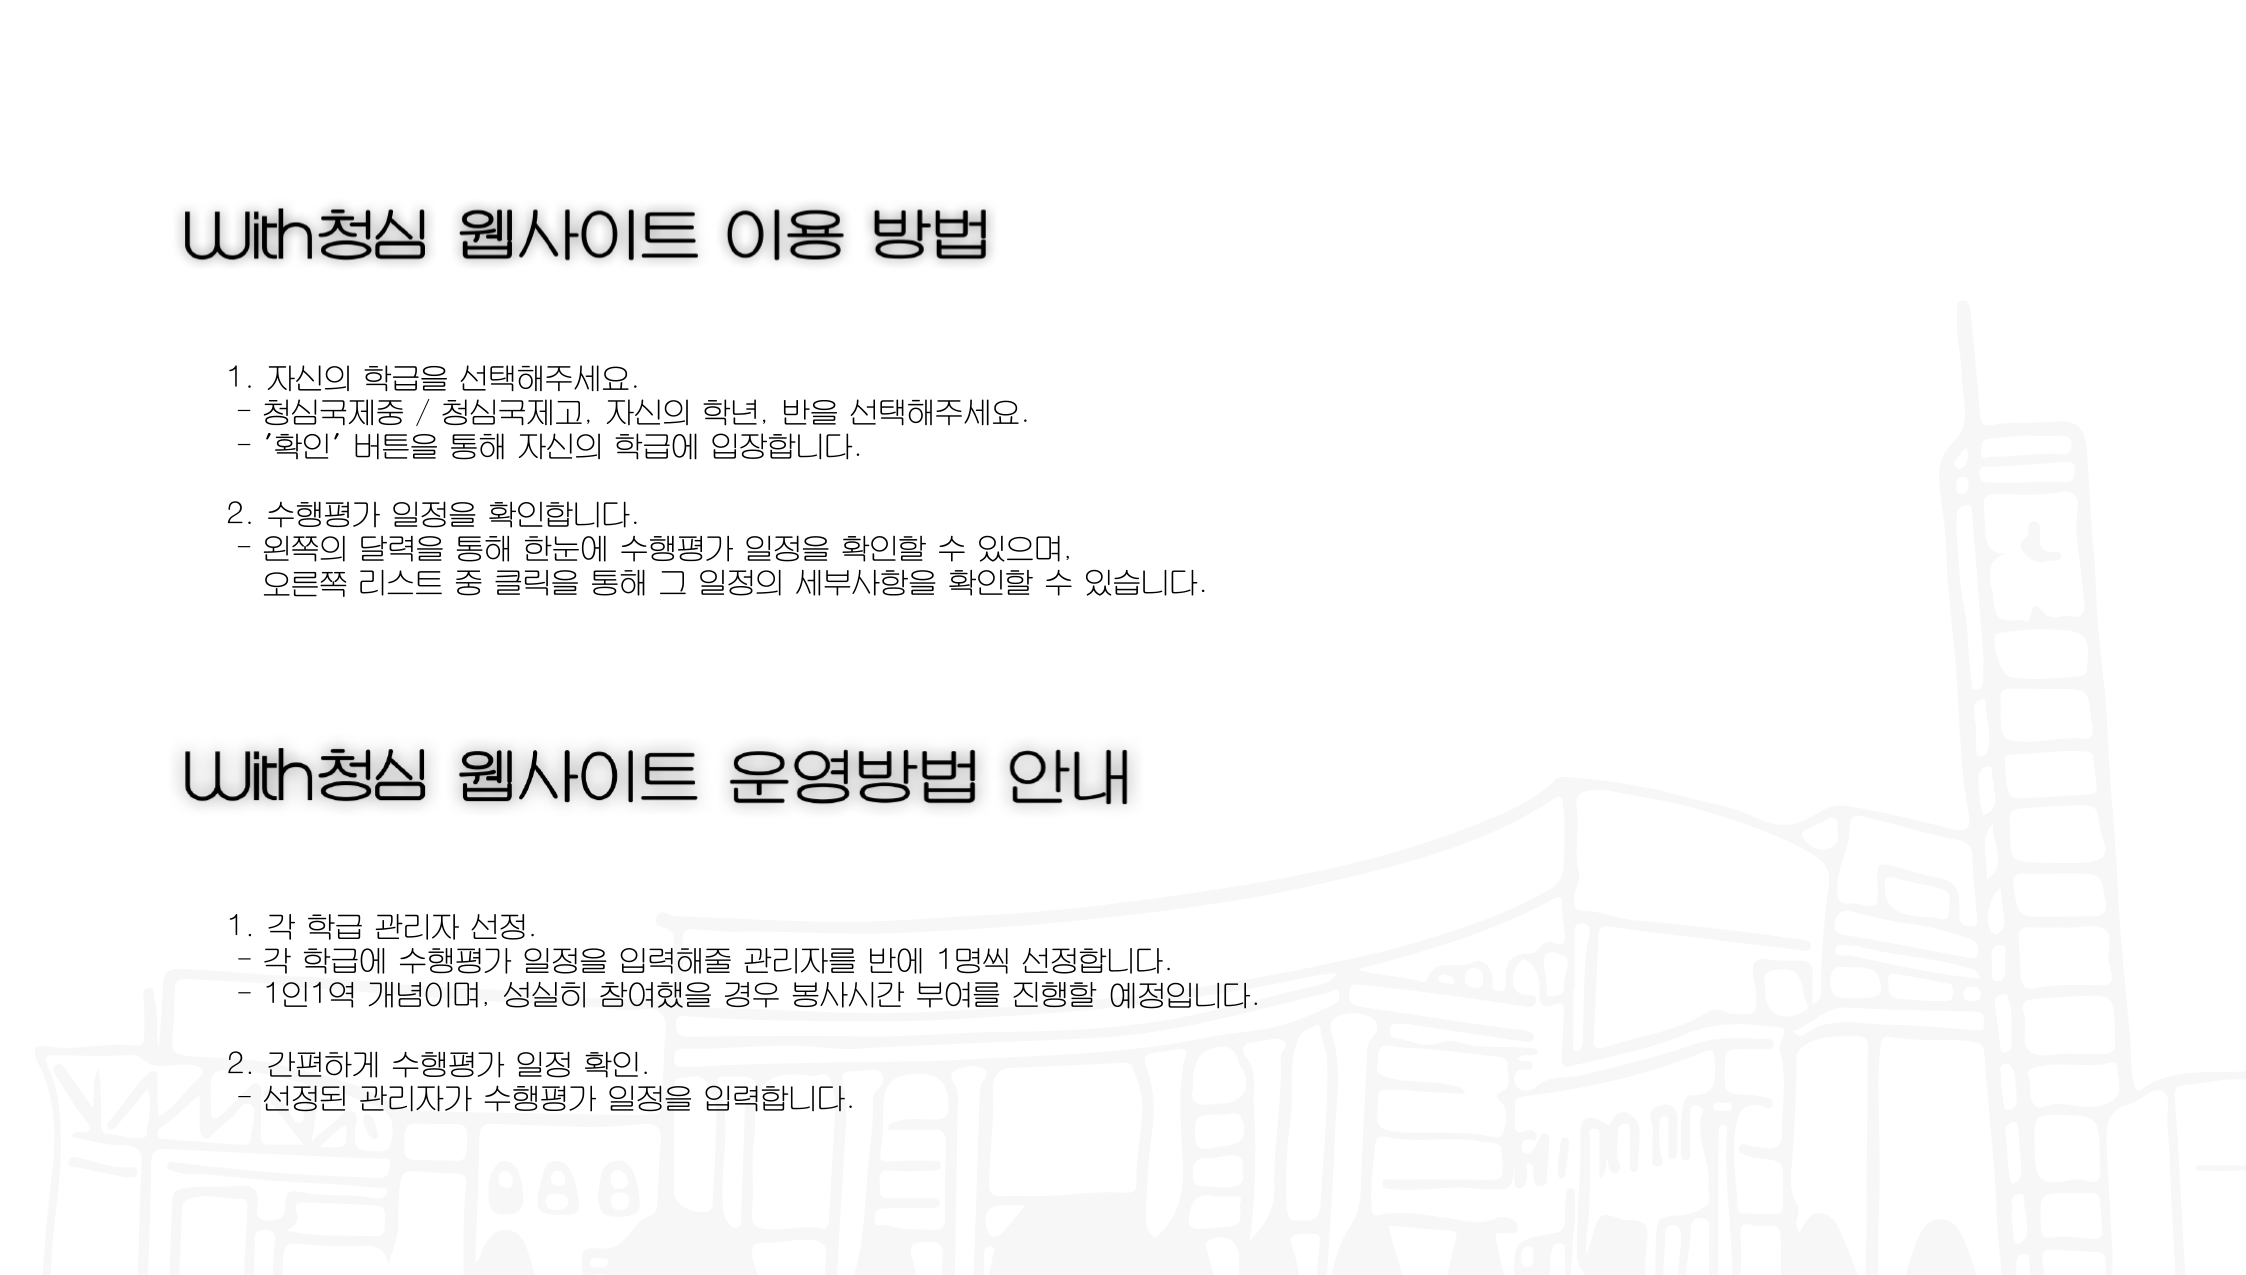 With청심 웹사이트 이용 방법
1. 자신의 학급을 선택해주세요.
- 청심국제중 / 청심국제고, 자신의 학년, 반을 선택해주세요.
- '확인' 버튼을 통해 자신의 학급에 입장합니다.
2. 수행평가 일정을 확인합니다.
- 왼쪽의 달력을 통해 한눈에 수행평가 일정을 확인할 수 있으며,
오른쪽 리스트 중 클릭을 통해 그 일정의 세부사항을 확인할 수 있습니다.
With청심 웹사이트 운영방법 안내
1. 각 학급 관리자 선정.
- 각 학급에 수행평가 일정을 입력해줄 관리자를 반에 1명씩 선정합니다.
- 1인1역 개념이며, 성실히 참여했을 경우 봉사시간 부여를 진행할 예정입니다.
2. 간편하게 수행평가 일정 확인.
- 선정된 관리자가 수행평가 일정을 입력합니다.